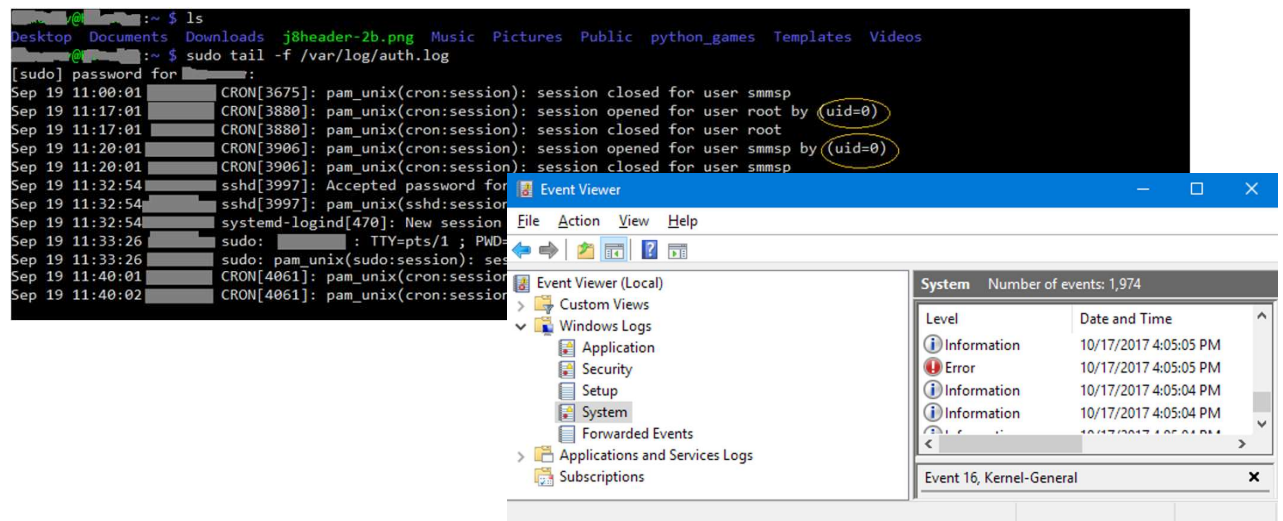 :~ $ ls
Desktop Documents Downloads j8header-2b.png Music Pictures Public python_games Templates Videos
@ :~ $ sudo tail -f /var/log/auth.log
[sudo] password for :
Sep 19 11:00:01 CRON[3675]: pam_unix(cron:session): session closed for user smmsp
Sep 19 11:17:01 CRON[3880]: pam_unix(cron:session): session opened for user root by (uid=0)
Sep 19 11:17:01 CRON[3880]: pam_unix(cron:session): session closed for user root
Sep 19 11:20:01 CRON[3906]: pam_unix(cron:session): session opened for user smmsp by (uid=0)
Sep 19 11:20:01 CRON[3906]: pam_unix(cron:session): session closed for user smmsp
Sep 19 11:32:54 sshd[3997]: Accepted password for
Sep 19 11:32:54 sshd[3997]: pam_unix(sshd:session
Sep 19 11:32:54 systemd-logind[470]: New session
Sep 19 11:33:26 sudo: : TTY=pts/1 ; PWD=
Sep 19 11:33:26 sudo: pam_unix(sudo:session): ses
Sep 19 11:40:01 CRON[4061]: pam_unix(cron:session
Sep 19 11:40:02 CRON[4061]: pam_unix(cron:session
Event Viewer
File Action View Help
Event Viewer (Local)
Custom Views
Windows Logs
Application
Security
Setup
System
Forwarded Events
Applications and Services Logs
Subscriptions
System Number of events: 1,974
Level Date and Time
Information 10/17/2017 4:05:05 PM
Error 10/17/2017 4:05:05 PM
Information 10/17/2017 4:05:04 PM
Information 10/17/2017 4:05:04 PM
Event 16, Kernel-General